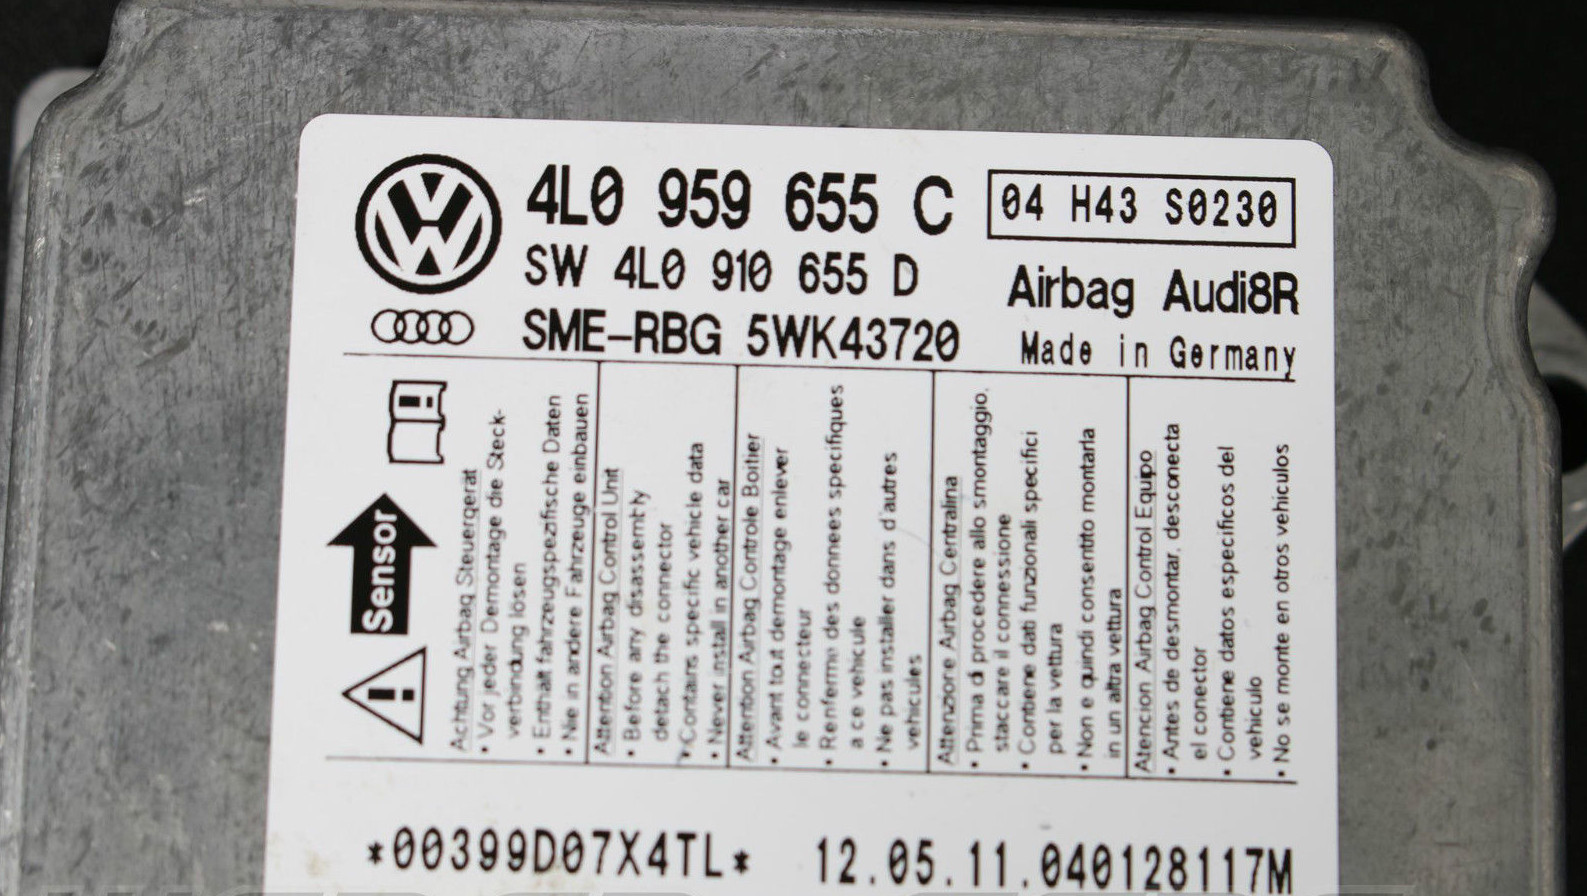 4L0 959 655 C
04 H43 S0230
SW 4L0 910 655 D
Airbag Audi8R
SME-RBG 5WK43720
Made in Germany
Sensor
Achtung Airbag Steuergerät
• Vor jeder Demontage die Steck-
verbindung lösen
• Enthält fahrzeugspezifische Daten
• Nie in andere Fahrzeuge einbauen
Attention Airbag Control Unit
• Before any disassembly
detach the connector
• Contains specific vehicle data
• Never install in another car
Attention Airbag Controle Boitier
• Avant tout demontage enlever
le connecteur
• Renferme des donnees specifiques
a ce vehicule
• Ne pas installer dans d'autres
vehicules
Attenzione Airbag Centralina
• Prima di procedere allo smontaggio,
staccare il connessione
• Contiene dati funzionali specifici
per la vettura
• Non e quindi consentito montarla
in un altra vettura
Atencion Airbag Control Equipo
• Antes de desmontar, desconecta
el conector
• Contiene datos especificos del
vehiculo
• No se monte en otros vehiculos
*00399D07X4TL*
12.05.11.040128117M